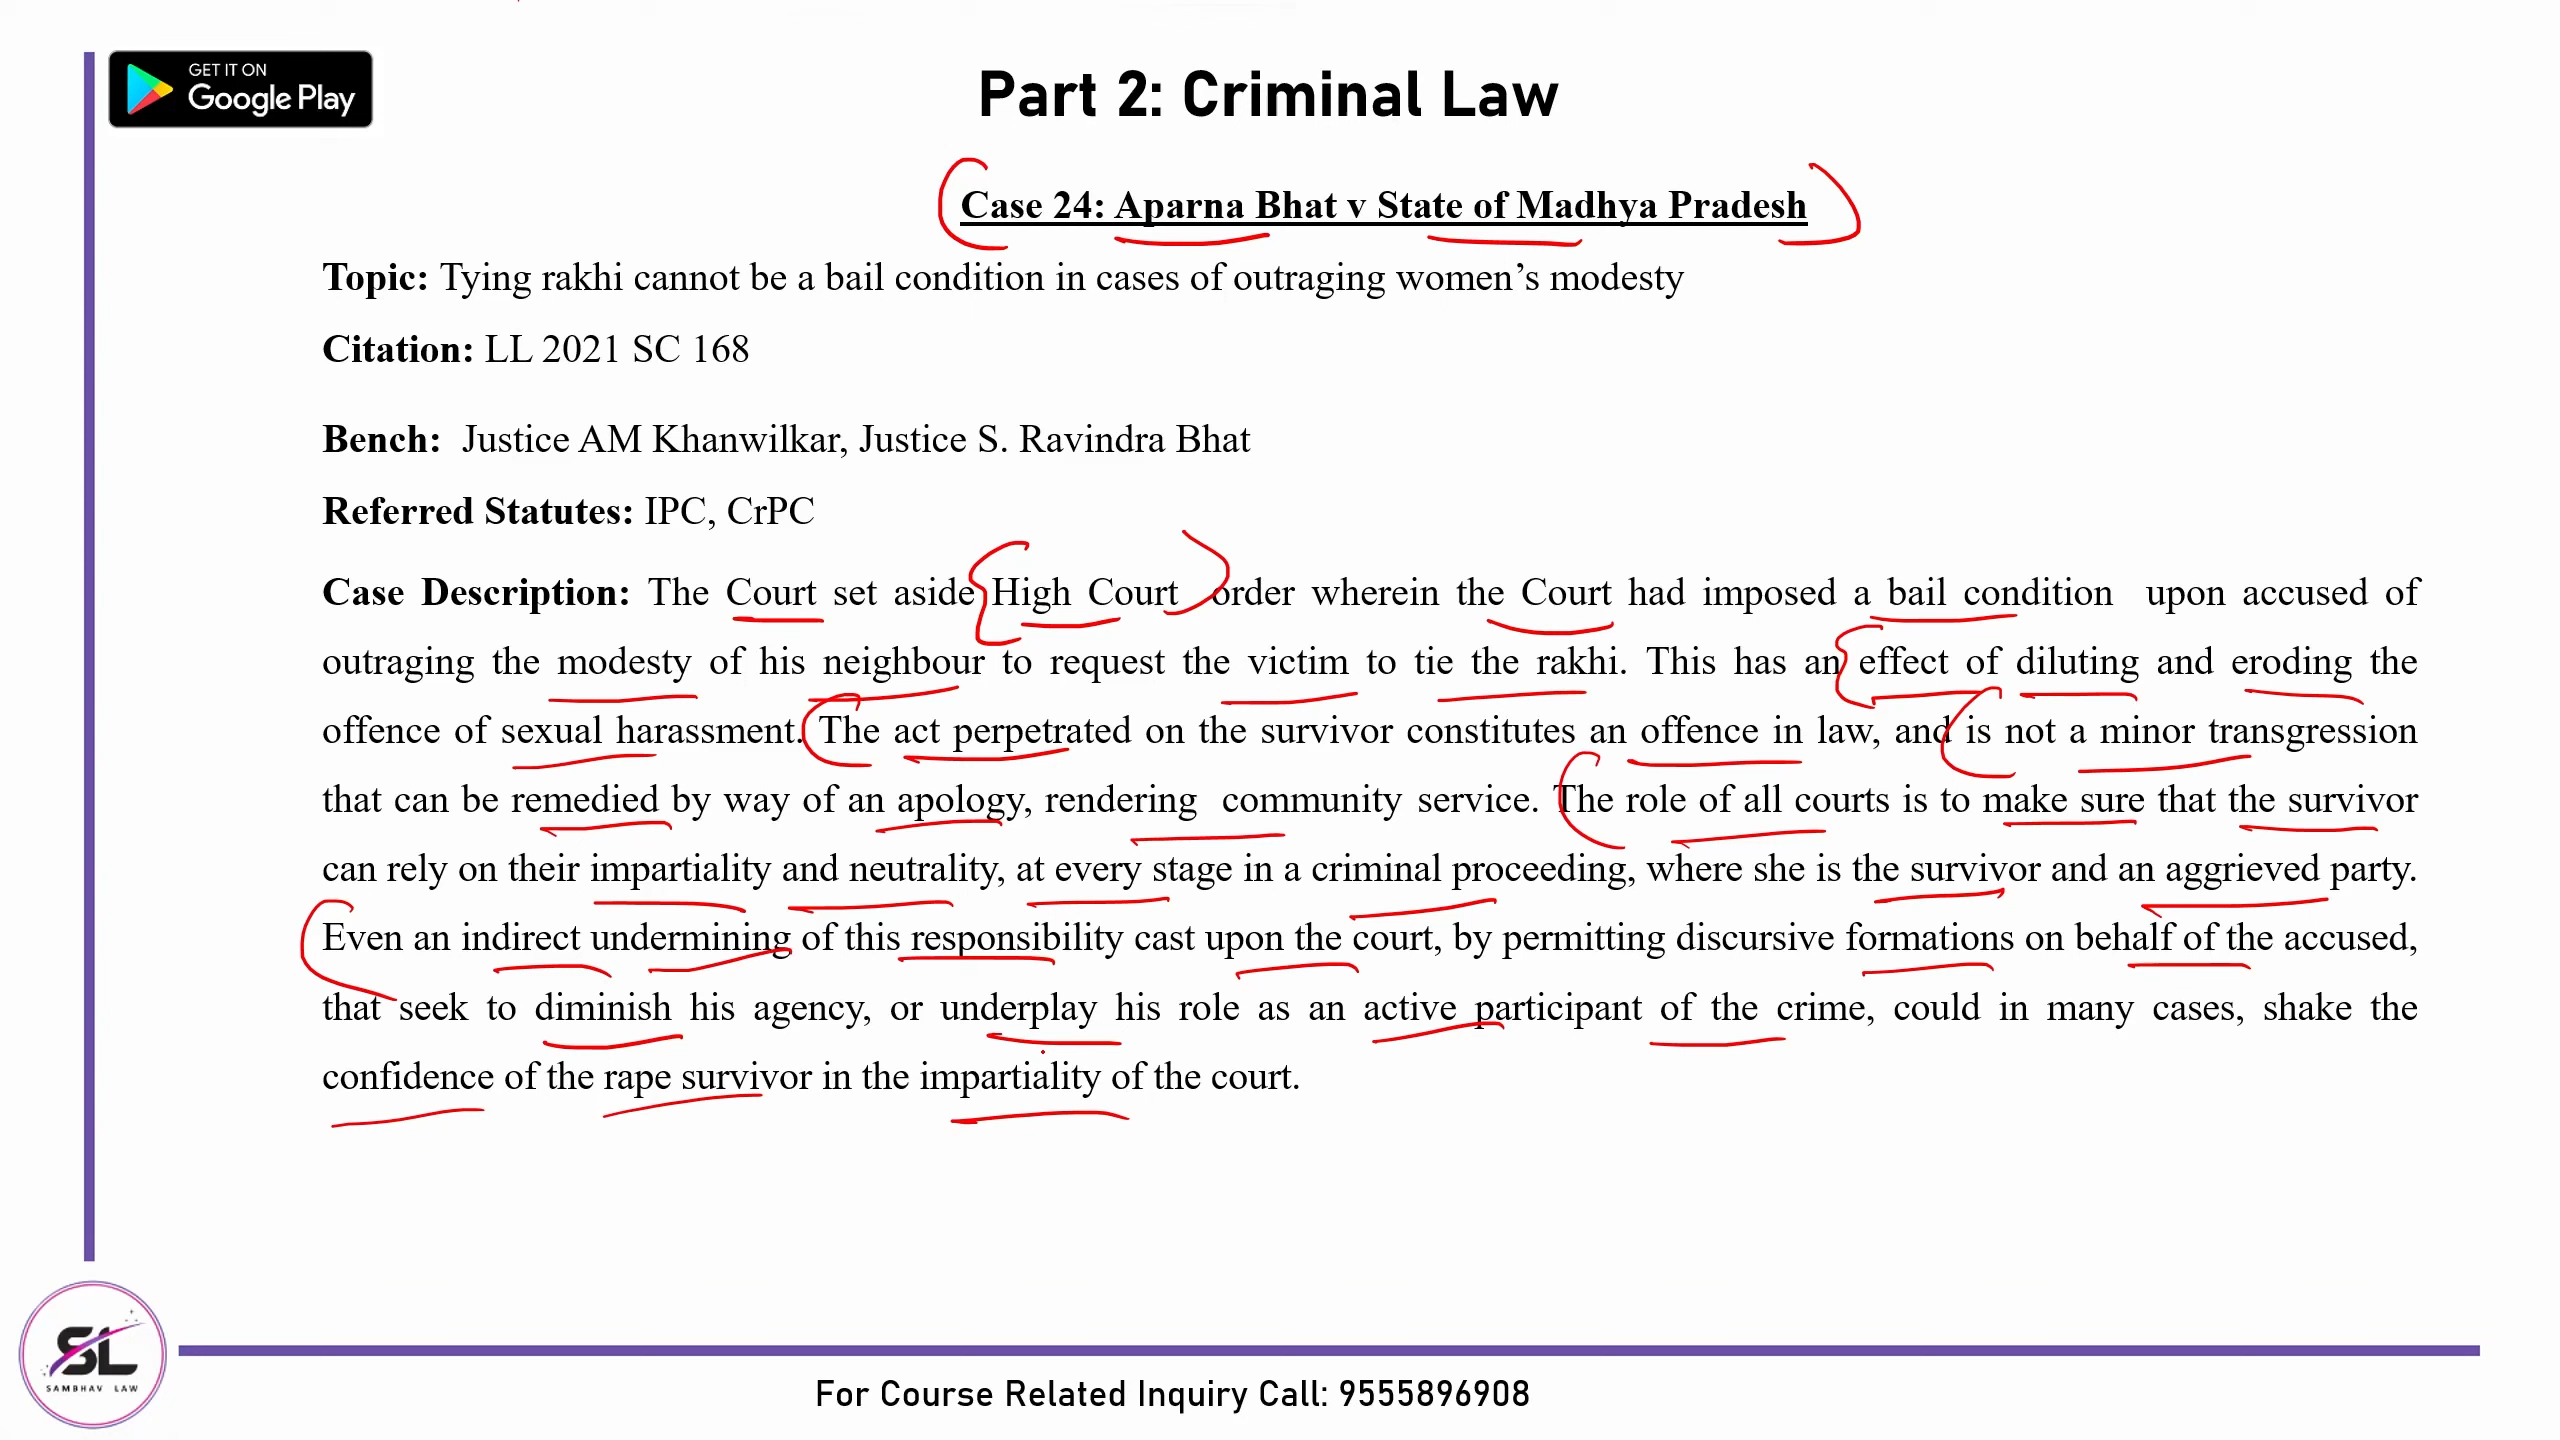 GET IT ON
Google Play
Part 2: Criminal Law
Case 24: Aparna Bhat v State of Madhya Pradesh
Topic: Tying rakhi cannot be a bail condition in cases of outraging women’s modesty
Citation: LL 2021 SC 168
Bench: Justice AM Khanwilkar, Justice S. Ravindra Bhat
Referred Statutes: IPC, CrPC
Case Description: The Court set aside High Court order wherein the Court had imposed a bail condition upon accused of
outraging the modesty of his neighbour to request the victim to tie the rakhi. This has an effect of diluting and eroding the
offence of sexual harassment. The act perpetrated on the survivor constitutes an offence in law, and is not a minor transgression
that can be remedied by way of an apology, rendering community service. The role of all courts is to make sure that the survivor
can rely on their impartiality and neutrality, at every stage in a criminal proceeding, where she is the survivor and an aggrieved party.
Even an indirect undermining of this responsibility cast upon the court, by permitting discursive formations on behalf of the accused,
that seek to diminish his agency, or underplay his role as an active participant of the crime, could in many cases, shake the
confidence of the rape survivor in the impartiality of the court.
SL
SAMBHAV LAW
For Course Related Inquiry Call: 9555896908